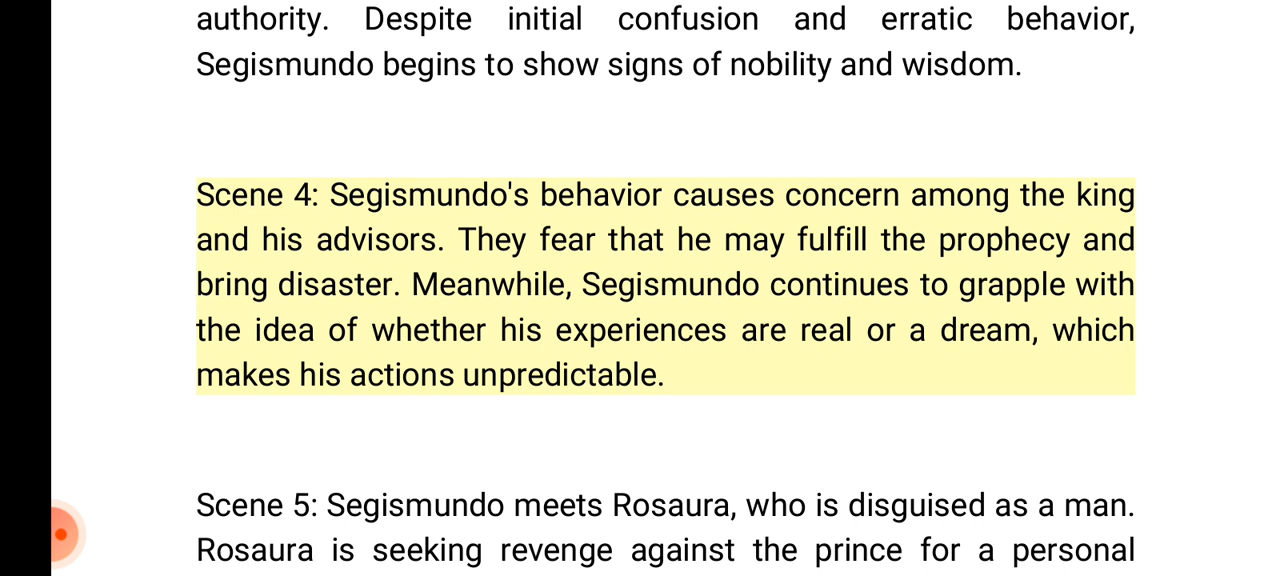 authority. Despite initial confusion and erratic behavior,
Segismundo begins to show signs of nobility and wisdom.
Scene 4: Segismundo's behavior causes concern among the king
and his advisors. They fear that he may fulfill the prophecy and
bring disaster. Meanwhile, Segismundo continues to grapple with
the idea of whether his experiences are real or a dream, which
makes his actions unpredictable.
Scene 5: Segismundo meets Rosaura, who is disguised as a man.
Rosaura is seeking revenge against the prince for a personal